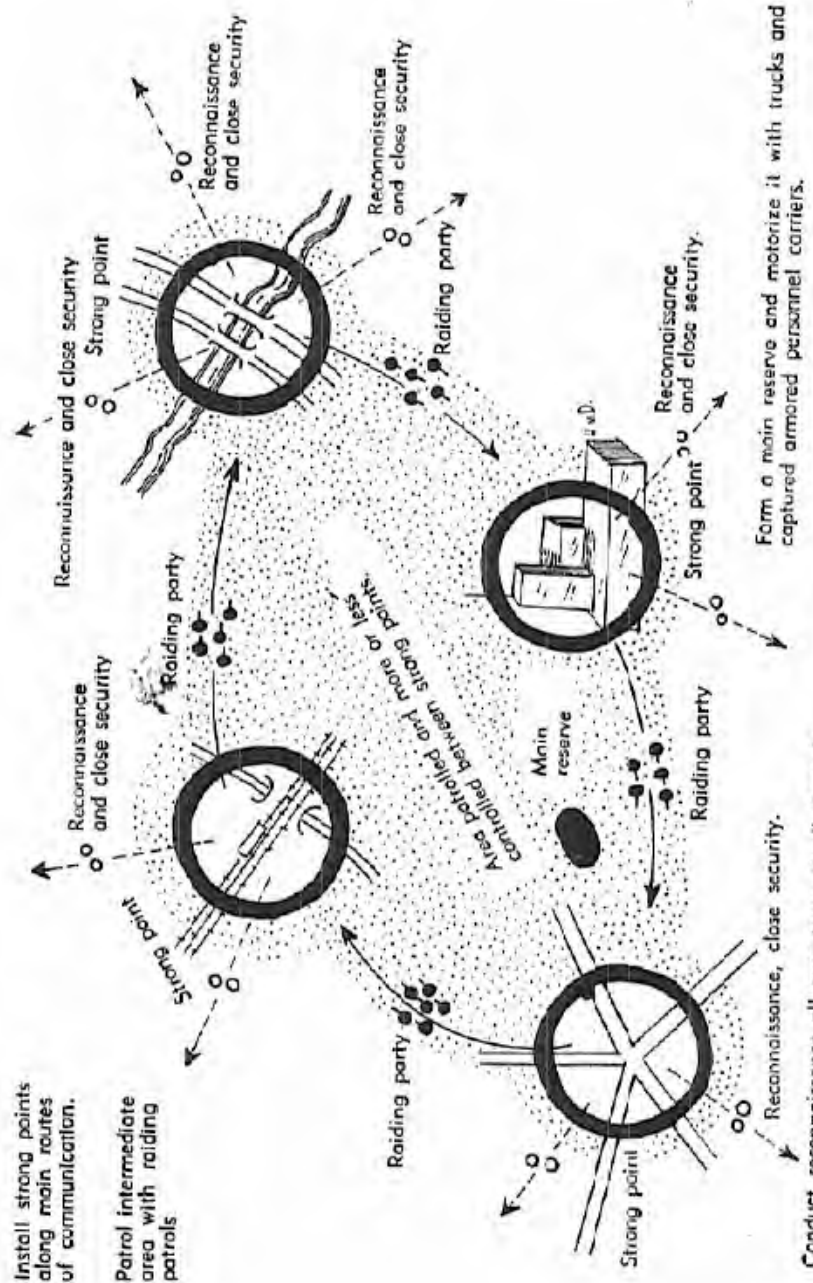 Install strong points
along main routes
of communication.
Patrol intermediate
area with raiding
patrols
Reconnaissance
and close security
Strong point
Raiding party
Reconnaissance and close security
Strong point
Reconnaissance
and close security
Reconnaissance
and close security
Raiding party
Area patrolled and more or less
controlled between strong points.
Raiding party
Main
reserve
Strong point
Reconnaissance
and close security.
Raiding party
Strong point
Reconnaissance, close security.
Form a main reserve and motorize it with trucks and
captured armored personnel carriers.
Conduct reconnaissance